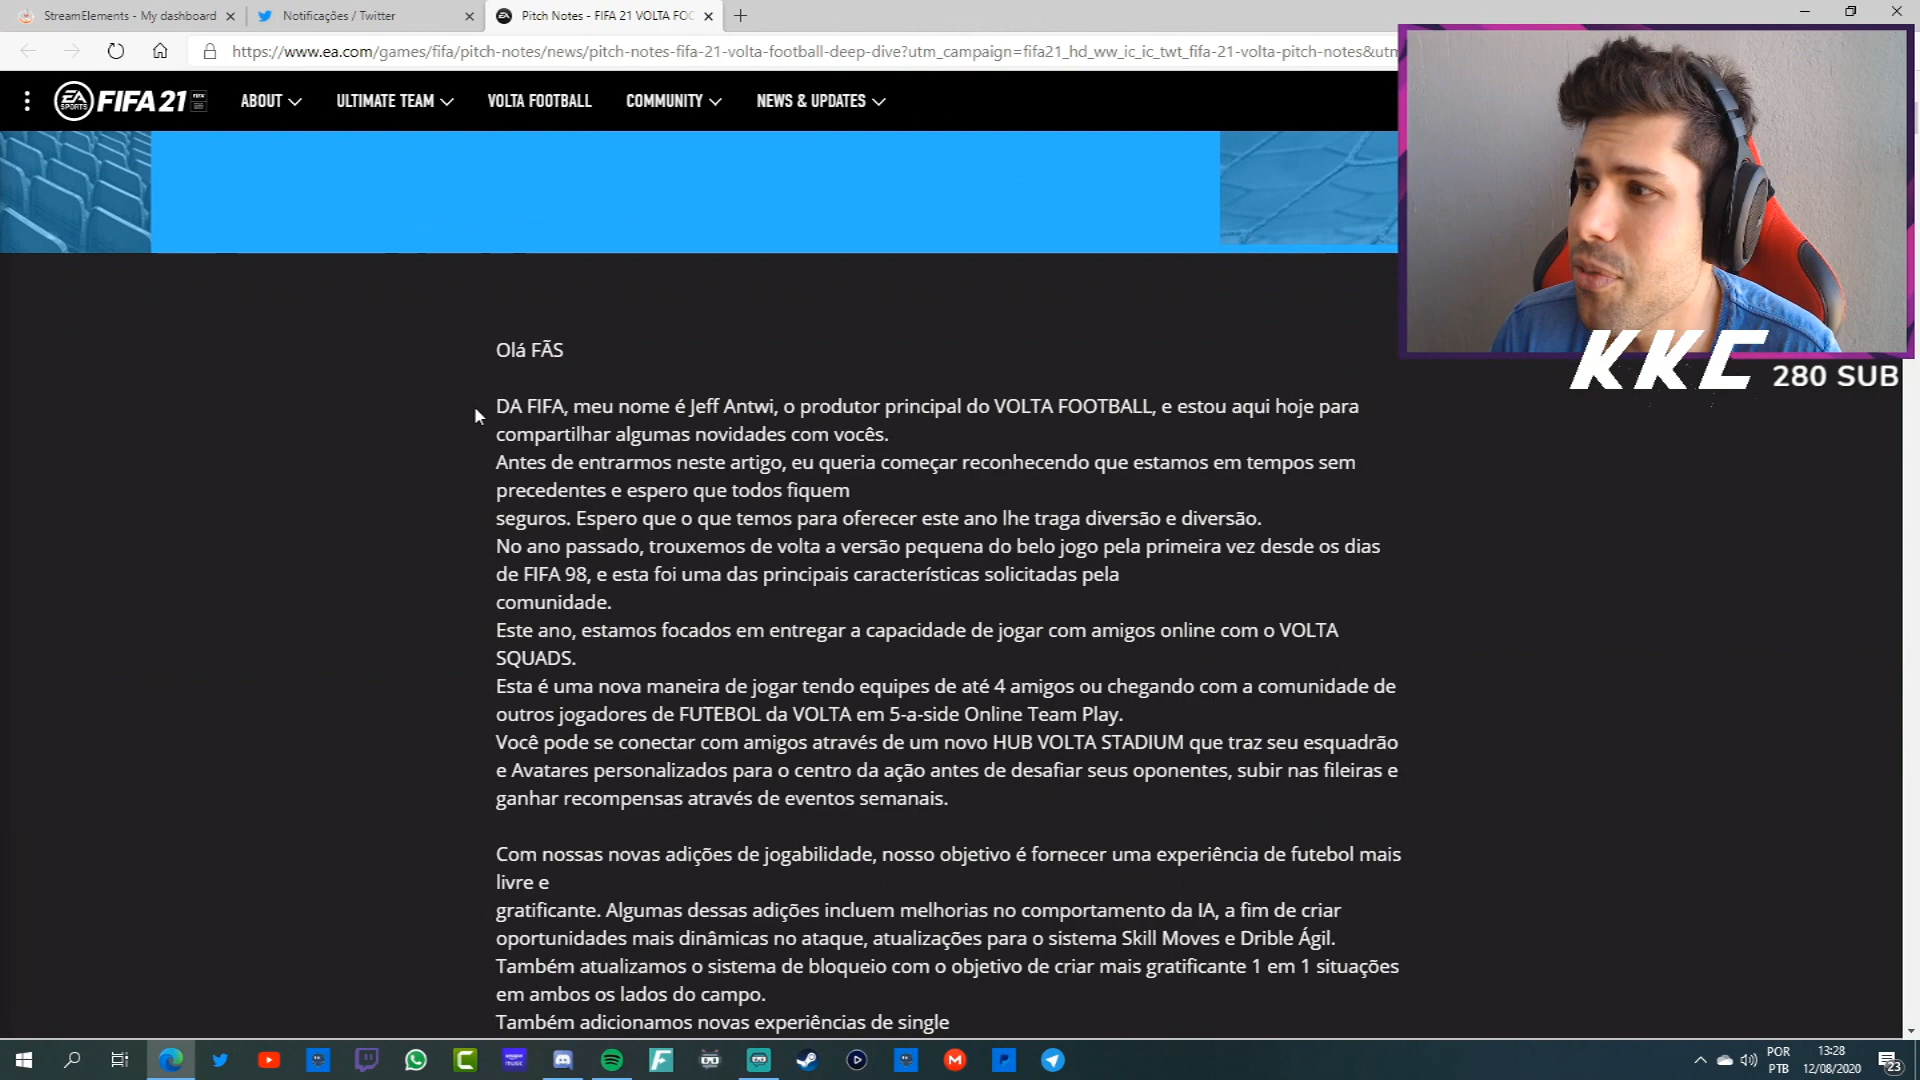 StreamElements - My dashboard
Notificações / Twitter
Pitch Notes - FIFA 21 VOLTA FOC
https://www.ea.com/games/fifa/pitch-notes/news/pitch-notes-fifa-21-volta-football-deep-dive?utm_campaign=fifa21_hd_ww_ic_ic_twt_fifa-21-volta-pitch-notes&utm
EA SPORTS FIFA 21
ABOUT
ULTIMATE TEAM
VOLTA FOOTBALL
COMMUNITY
NEWS & UPDATES
KKC
280 SUB
Olá FÃS
DA FIFA, meu nome é Jeff Antwi, o produtor principal do VOLTA FOOTBALL, e estou aqui hoje para
compartilhar algumas novidades com vocês.
Antes de entrarmos neste artigo, eu queria começar reconhecendo que estamos em tempos sem
precedentes e espero que todos fiquem
seguros. Espero que o que temos para oferecer este ano lhe traga diversão e diversão.
No ano passado, trouxemos de volta a versão pequena do belo jogo pela primeira vez desde os dias
de FIFA 98, e esta foi uma das principais características solicitadas pela
comunidade.
Este ano, estamos focados em entregar a capacidade de jogar com amigos online com o VOLTA
SQUADS.
Esta é uma nova maneira de jogar tendo equipes de até 4 amigos ou chegando com a comunidade de
outros jogadores de FUTEBOL da VOLTA em 5-a-side Online Team Play.
Você pode se conectar com amigos através de um novo HUB VOLTA STADIUM que traz seu esquadrão
e Avatares personalizados para o centro da ação antes de desafiar seus oponentes, subir nas fileiras e
ganhar recompensas através de eventos semanais.
Com nossas novas adições de jogabilidade, nosso objetivo é fornecer uma experiência de futebol mais
livre e
gratificante. Algumas dessas adições incluem melhorias no comportamento da IA, a fim de criar
oportunidades mais dinâmicas no ataque, atualizações para o sistema Skill Moves e Drible Ágil.
Também atualizamos o sistema de bloqueio com o objetivo de criar mais gratificante 1 em 1 situações
em ambos os lados do campo.
Também adicionamos novas experiências de single
POR
PTB
13:28
12/08/2020
23